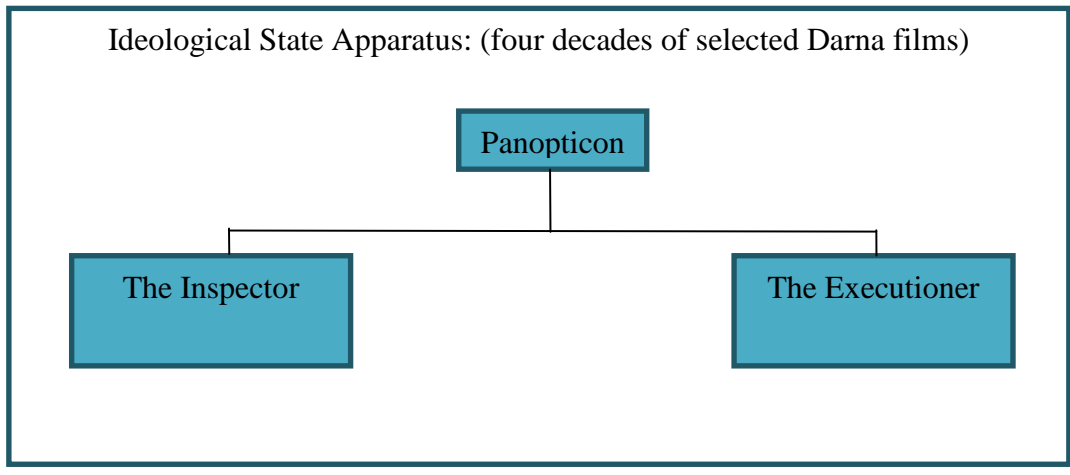 Ideological State Apparatus: (four decades of selected Darna films)
Panopticon
The Inspector
The Executioner